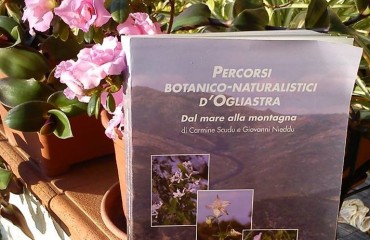 PERCORSI
BOTANICO-NATURALISTICI
D'OGLIASTRA
Dal mare alla montagna
di Carmine Scudu e Giovanni Nieddu